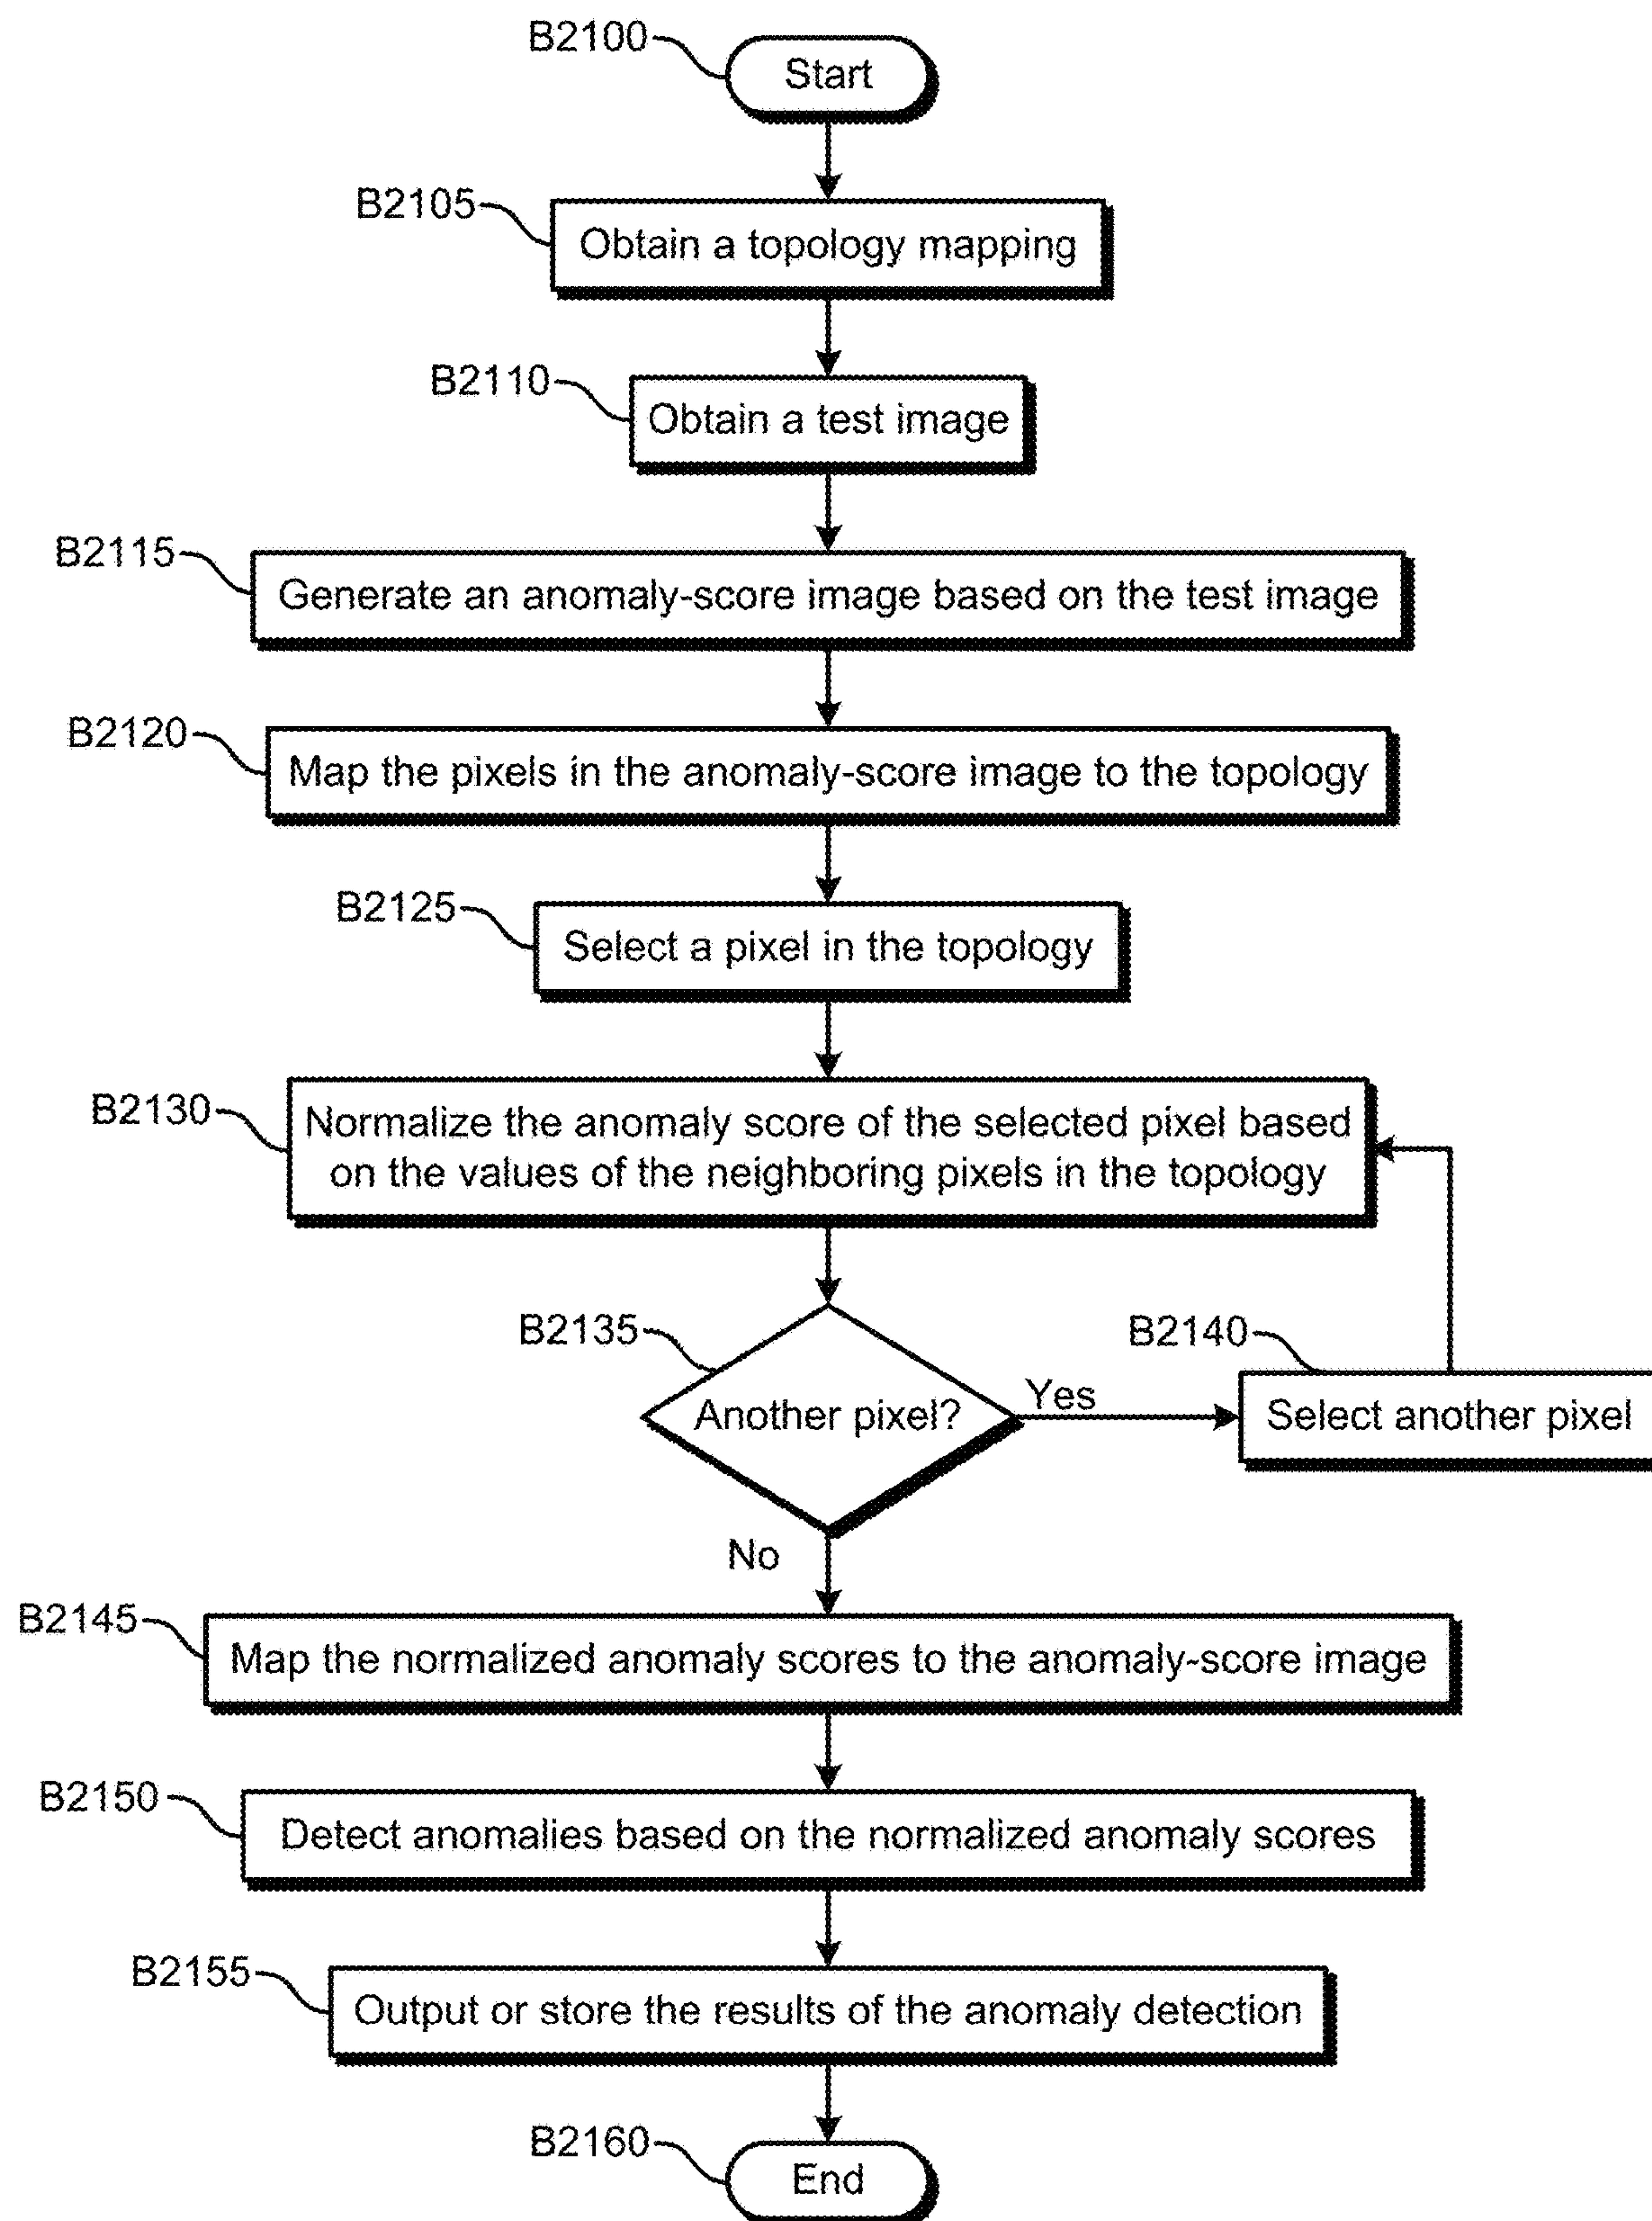 B2100
Start
B2105
Obtain a topology mapping
B2110
Obtain a test image
B2115
Generate an anomaly-score image based on the test image
B2120
Map the pixels in the anomaly-score image to the topology
B2125
Select a pixel in the topology
B2130
Normalize the anomaly score of the selected pixel based
on the values of the neighboring pixels in the topology
B2135
Another pixel?
Yes
B2140
Select another pixel
No
B2145
Map the normalized anomaly scores to the anomaly-score image
B2150
Detect anomalies based on the normalized anomaly scores
B2155
Output or store the results of the anomaly detection
B2160
End